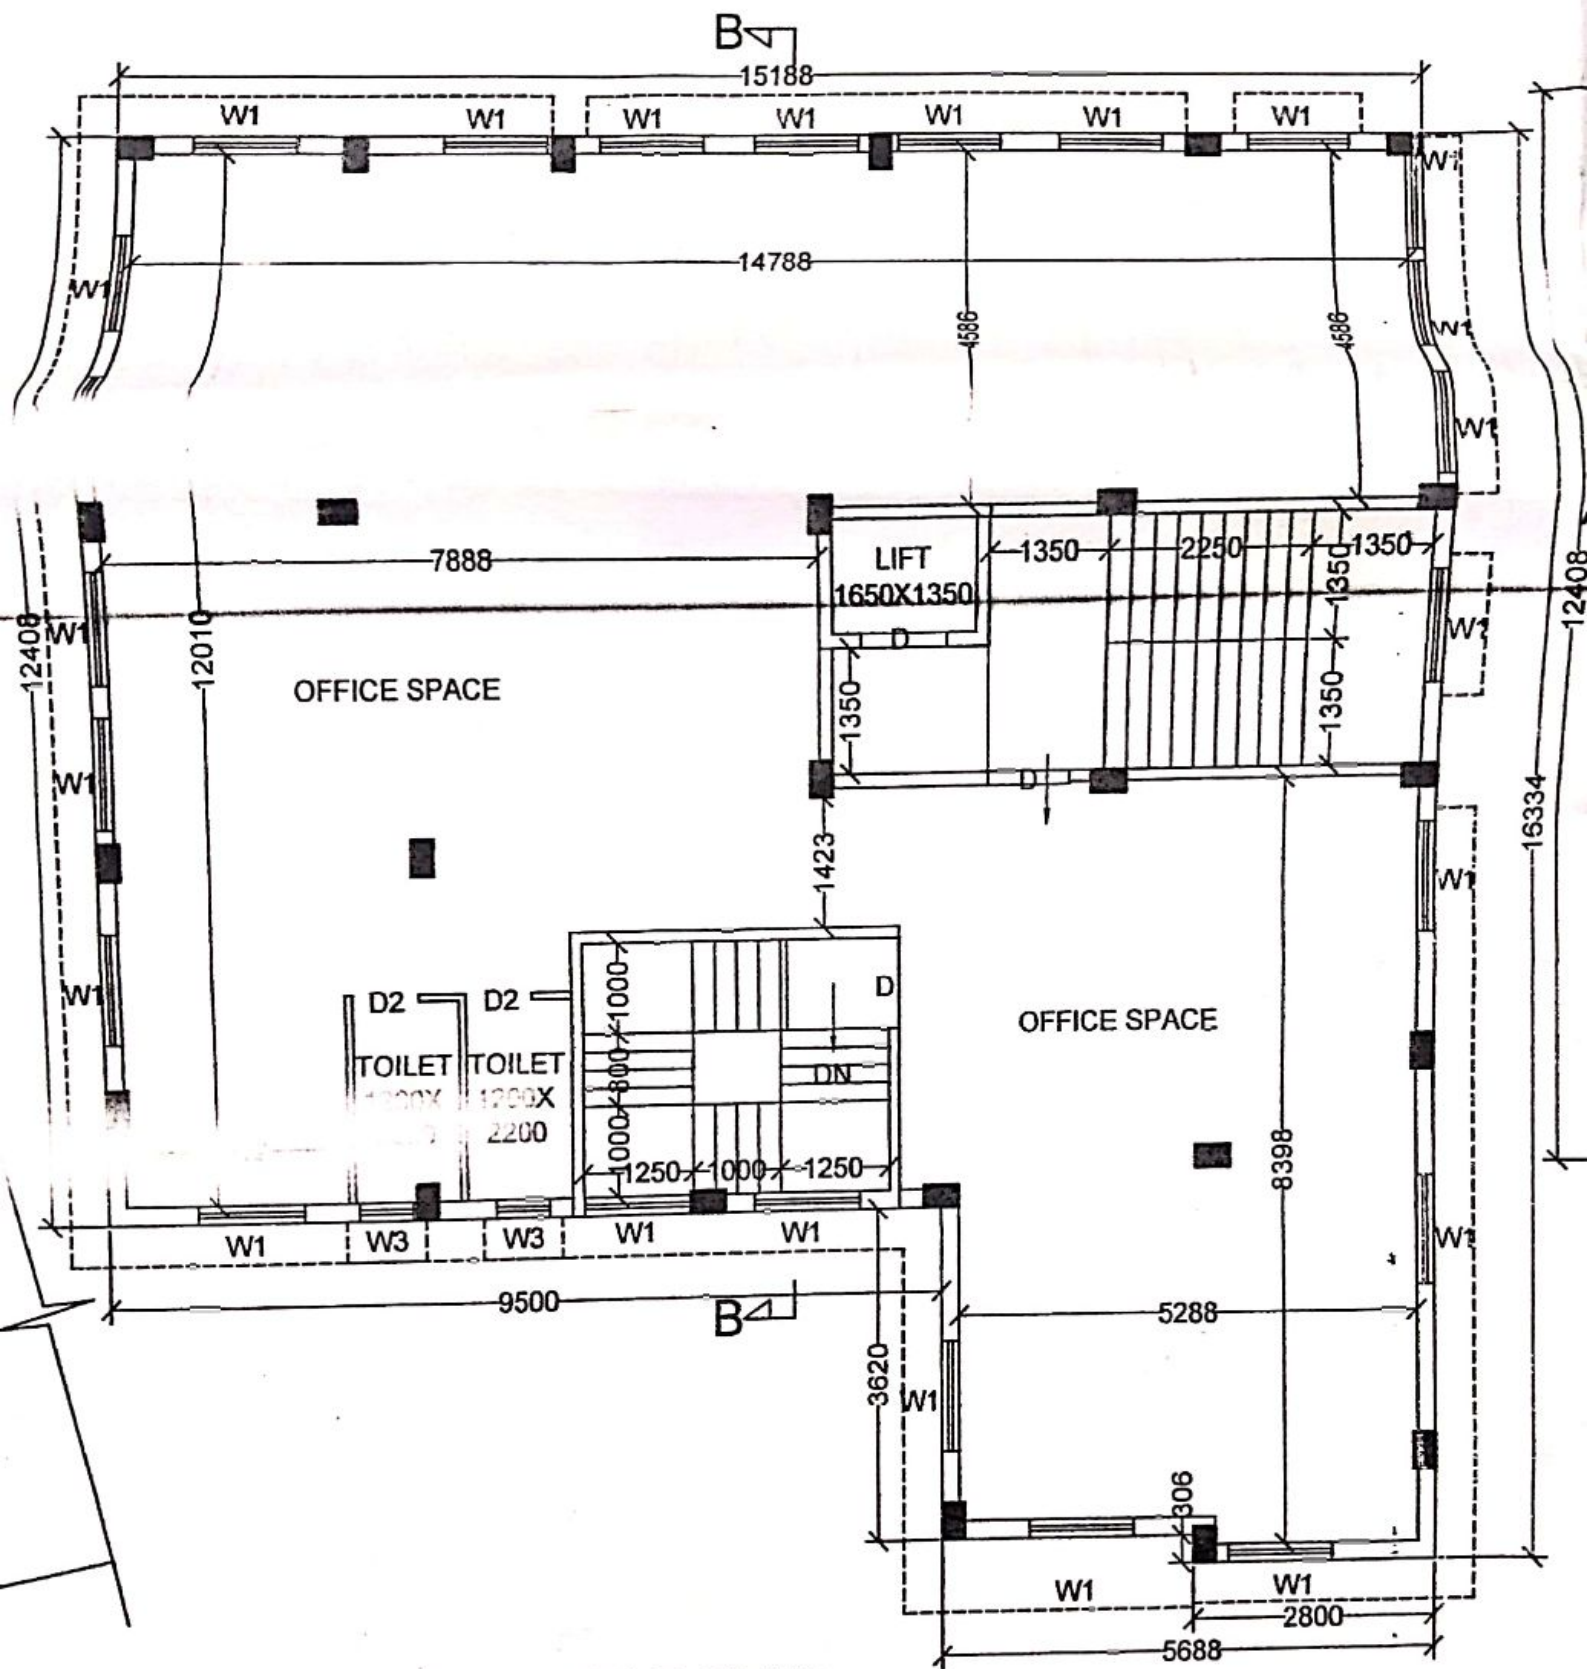 B
15188
W1 W1 W1 W1 W1 W1 W1
W1
14788
W1
4586
4586
W1
W1
7888
LIFT
1650X1350
1350
2250
1350
1350
D
W1
12408
W1
12010
12408
OFFICE SPACE
1350
1350
D
W1
1423
16334
W1
W1
1000
D
D2 D2
OFFICE SPACE
TOILET TOILET
1200X
2200
800
DN
1000
1250 1000 1250
8398
W1 W3 W3 W1 W1
W1
9500
B
5288
3620
W1
306
W1 W1
2800
5688